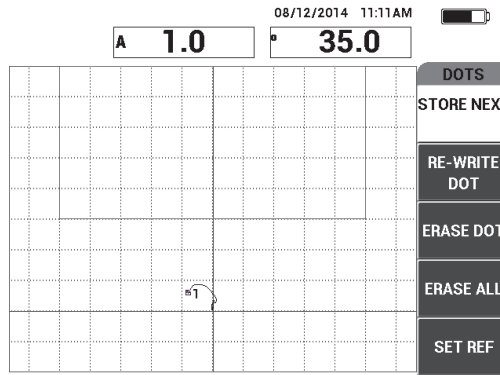 08/12/2014 11:11AM
A 1.0
° 35.0
DOTS
STORE NEX
RE-WRITE
DOT
ERASE DOT
ERASE ALL
SET REF
1